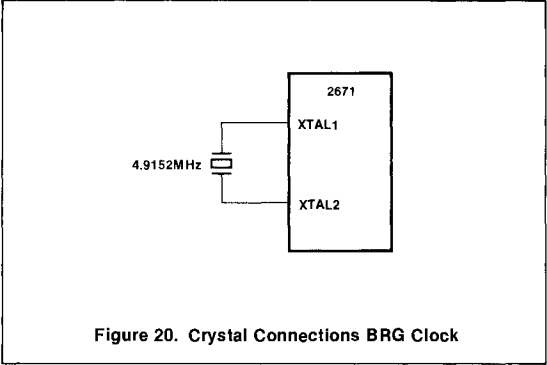 2671
XTAL1
4.9152MHz
XTAL2
Figure 20. Crystal Connections BRG Clock